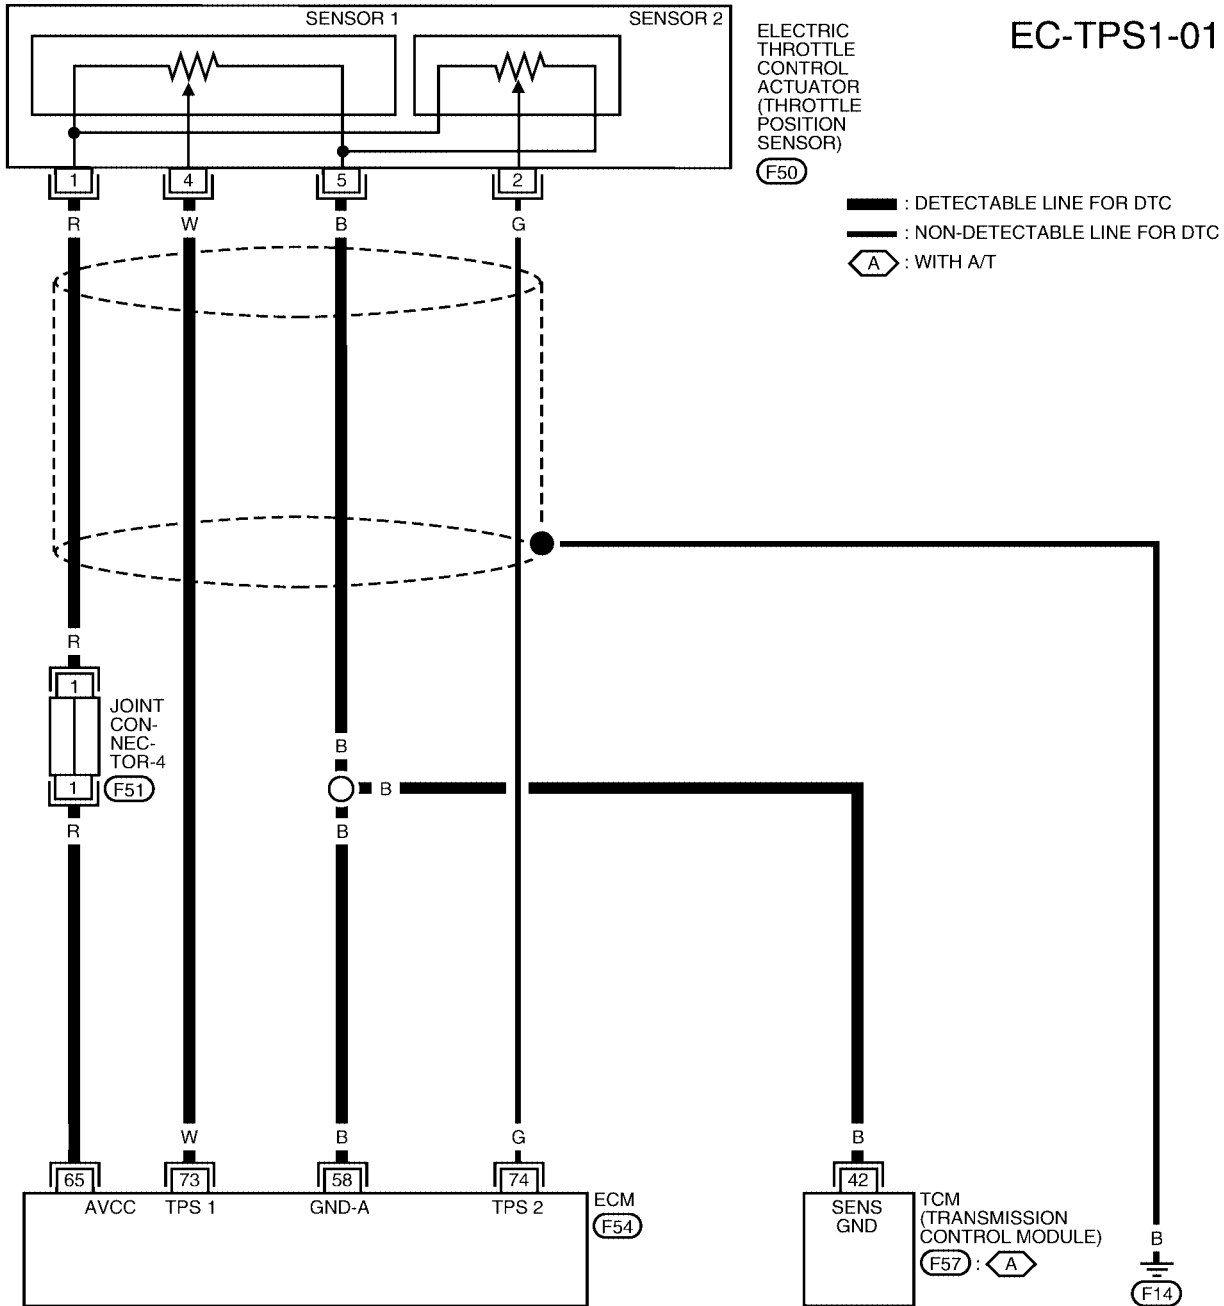 SENSOR 1
SENSOR 2
EC-TPS1-01
ELECTRIC
THROTTLE
CONTROL
ACTUATOR
(THROTTLE
POSITION
SENSOR)
F50
1 4 5 2
R W B G
: DETECTABLE LINE FOR DTC
: NON-DETECTABLE LINE FOR DTC
A : WITH A/T
R
1
JOINT
CON-
NEC-
TOR-4
1
F51
R
B
B
B
W B G B
65 73 58 74 42
AVCC TPS 1 GND-A TPS 2
ECM
F54
SENS
GND
TCM
(TRANSMISSION
CONTROL MODULE)
F57 : A
B
F14